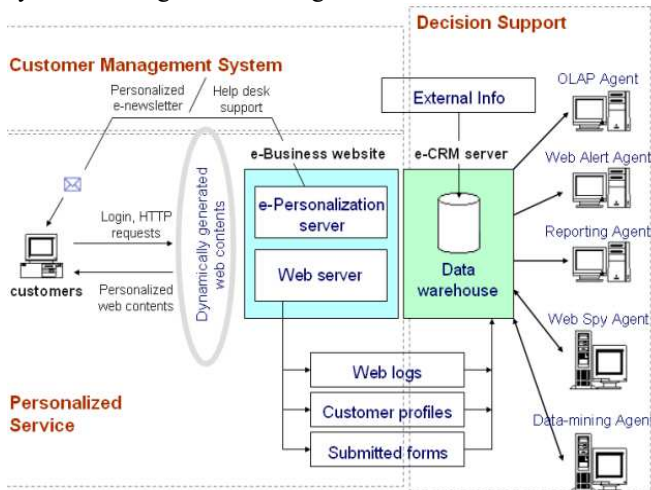 Decision Support
Customer Management System
Personalized
e-newsletter
Help desk
support
External Info
OLAP Agent
e-Business website
e-CRM server
Web Alert Agent
e-Personalization
server
Login, HTTP
requests
Dynamically generated
web contents
Reporting Agent
Web server
Data
warehouse
customers
Personalized
web contents
Web Spy Agent
Web logs
Personalized
Service
Customer profiles
Data-mining Agent
Submitted forms